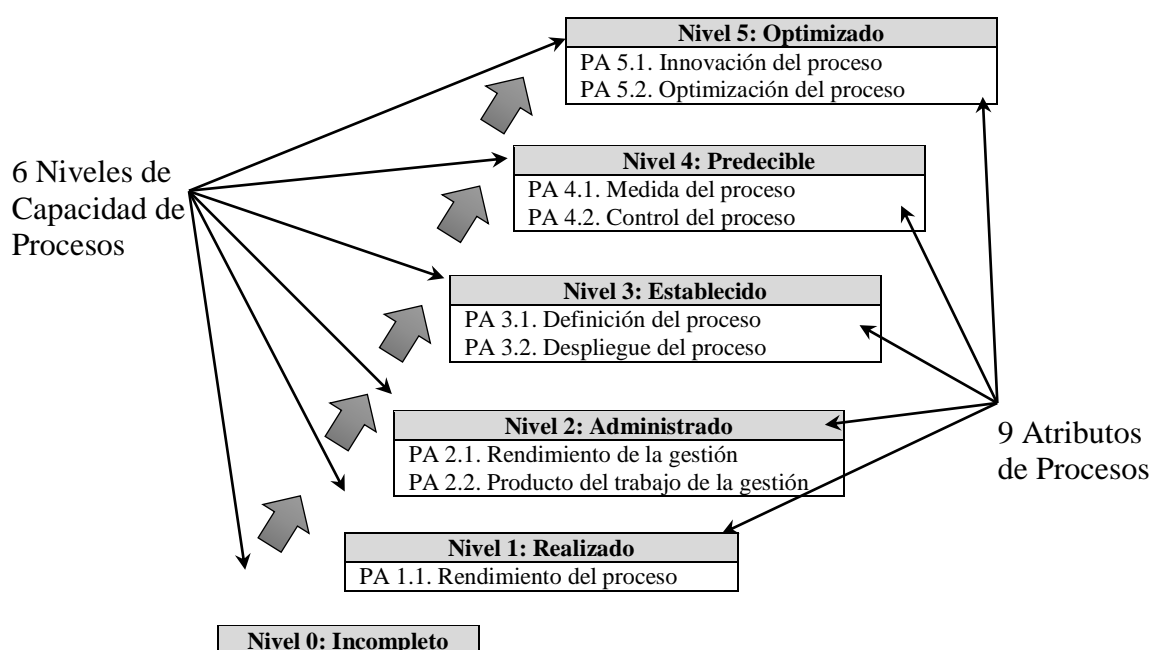 Nivel 5: Optimizado
PA 5.1. Innovación del proceso
PA 5.2. Optimización del proceso
6 Niveles de
Capacidad de
Procesos
Nivel 4: Predecible
PA 4.1. Medida del proceso
PA 4.2. Control del proceso
Nivel 3: Establecido
PA 3.1. Definición del proceso
PA 3.2. Despliegue del proceso
Nivel 2: Administrado
PA 2.1. Rendimiento de la gestión
PA 2.2. Producto del trabajo de la gestión
9 Atributos
de Procesos
Nivel 1: Realizado
PA 1.1. Rendimiento del proceso
Nivel 0: Incompleto